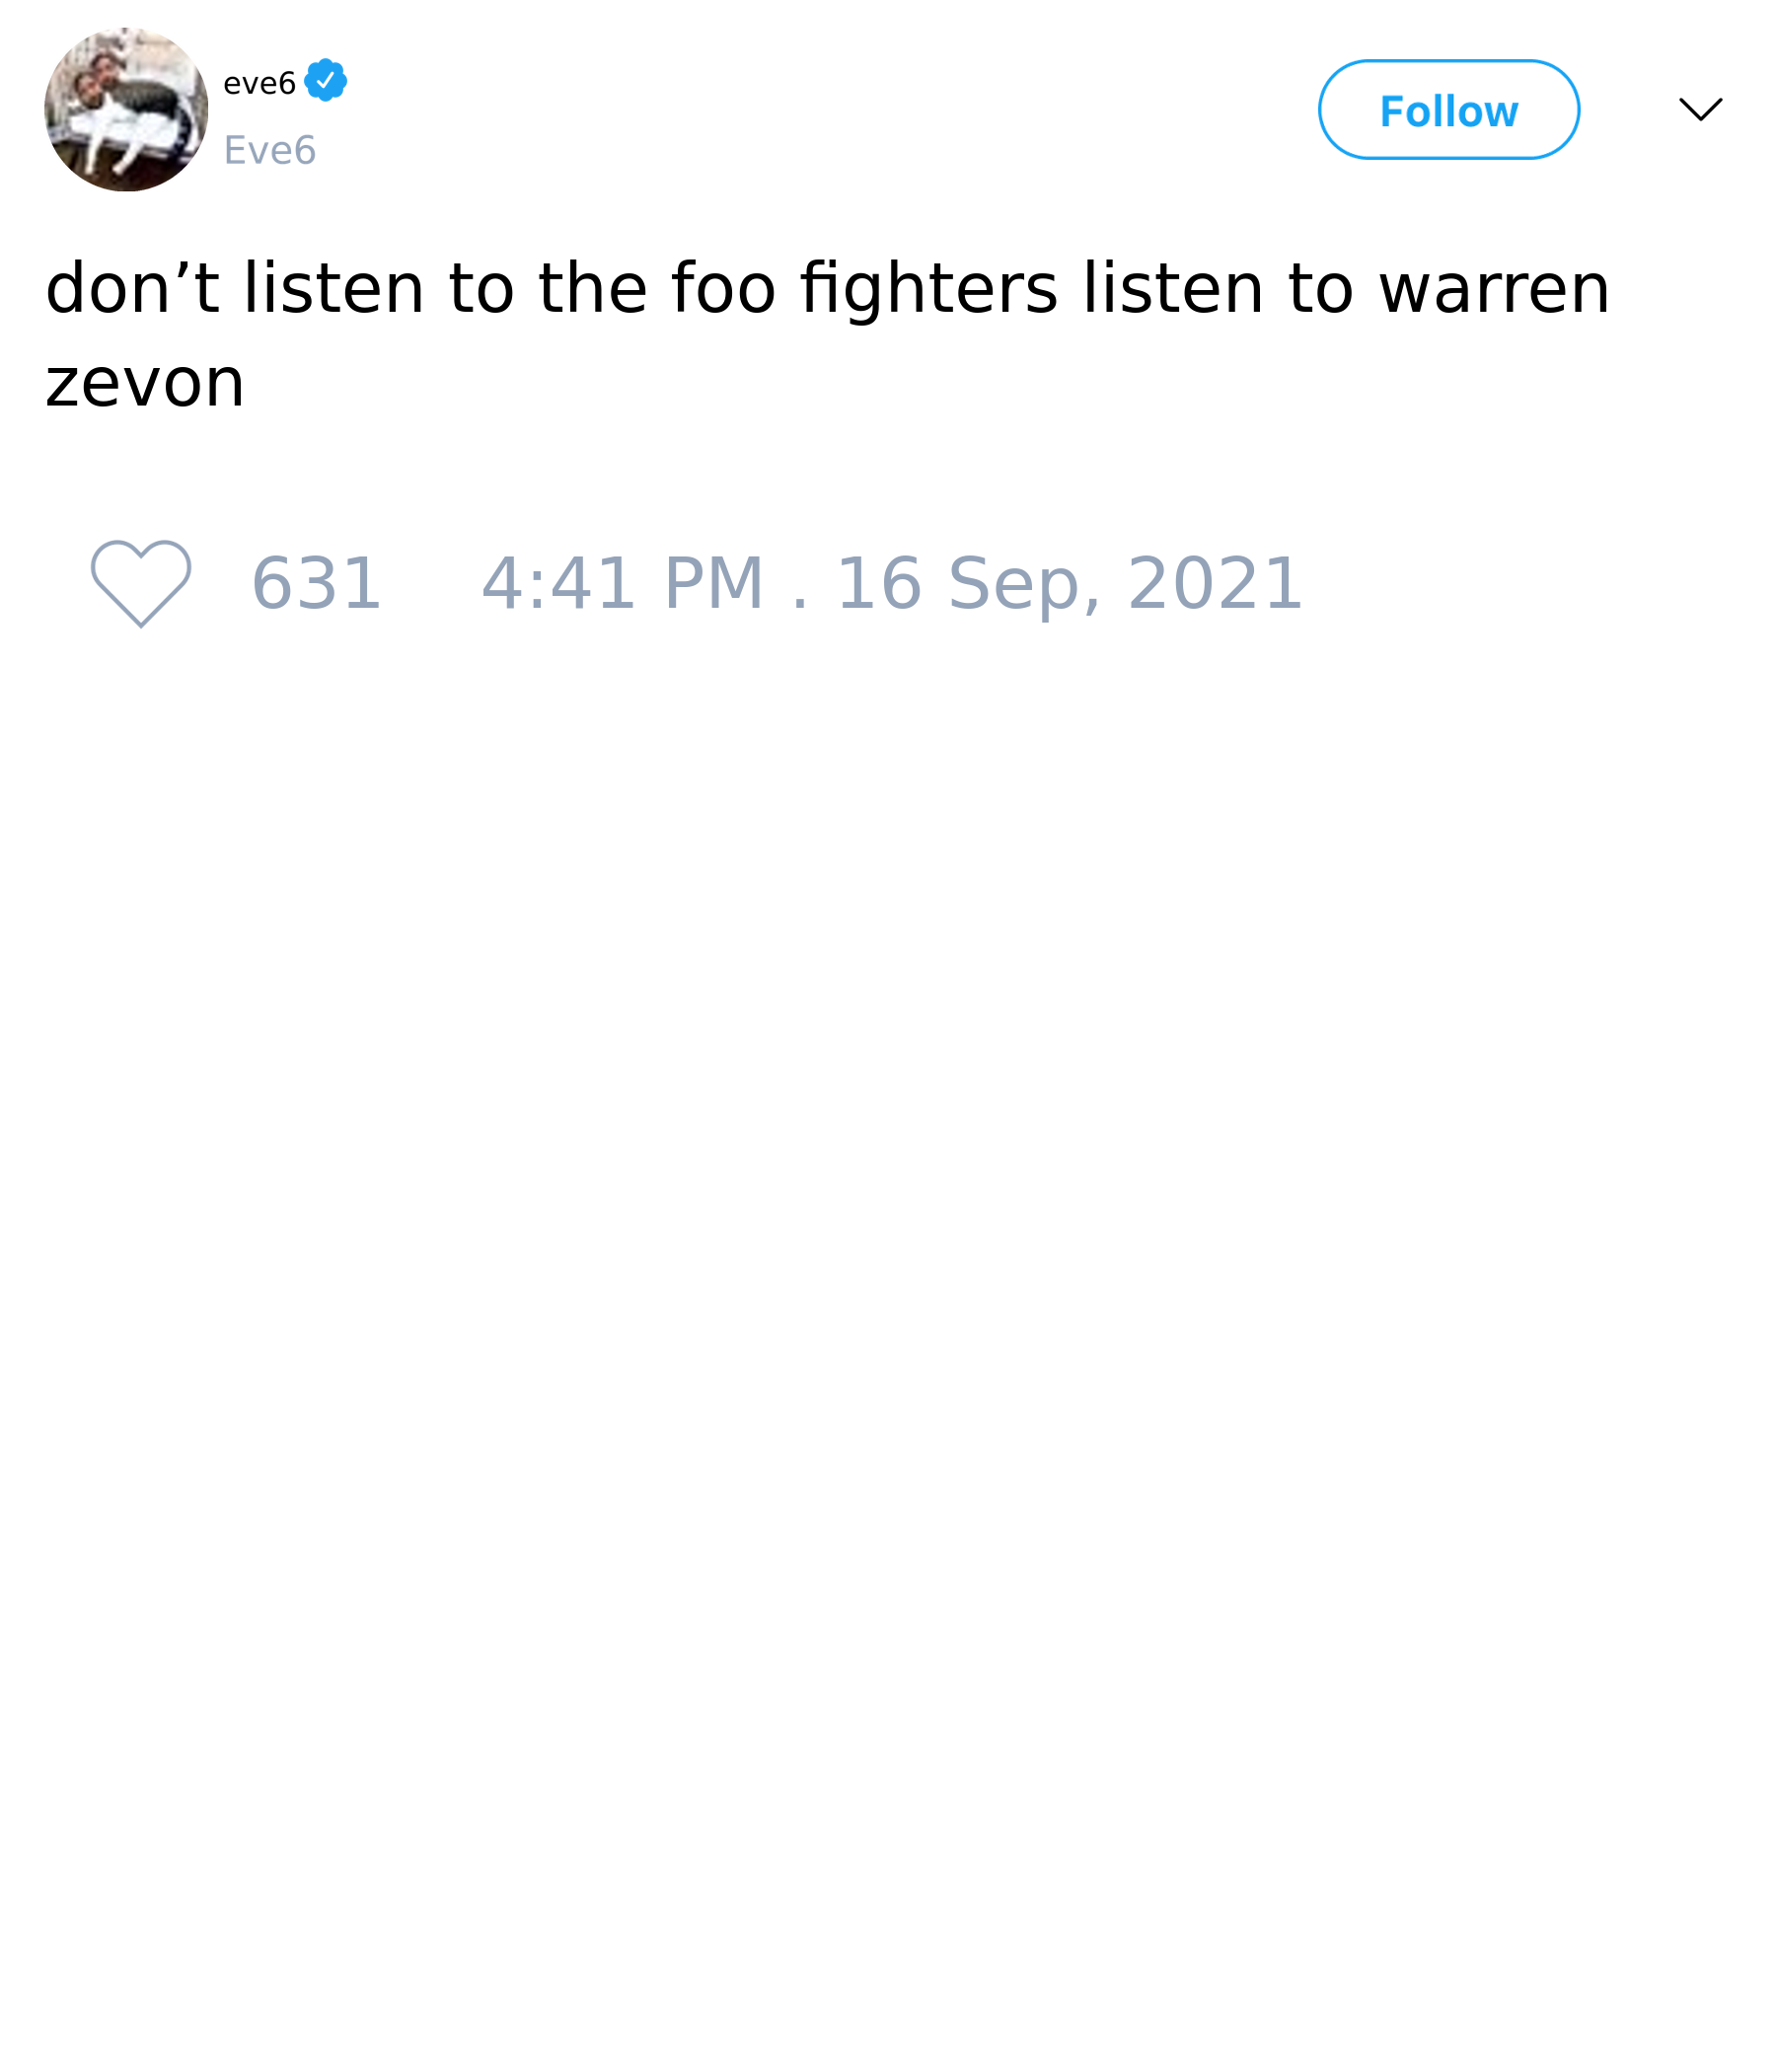 eve6
Eve6
Follow
don’t listen to the foo fighters listen to warren
zevon
631 4:41 PM . 16 Sep, 2021